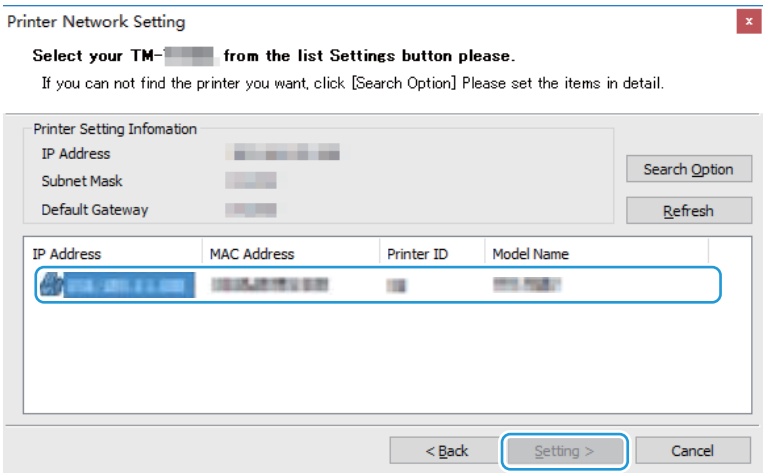 Printer Network Setting
x
Select your TM- from the list Settings button please.
If you can not find the printer you want, click [Search Option] Please set the items in detail.
Printer Setting Infomation
IP Address
Subnet Mask
Default Gateway
Search Option
Refresh
IP Address MAC Address Printer ID Model Name
< Back Setting > Cancel